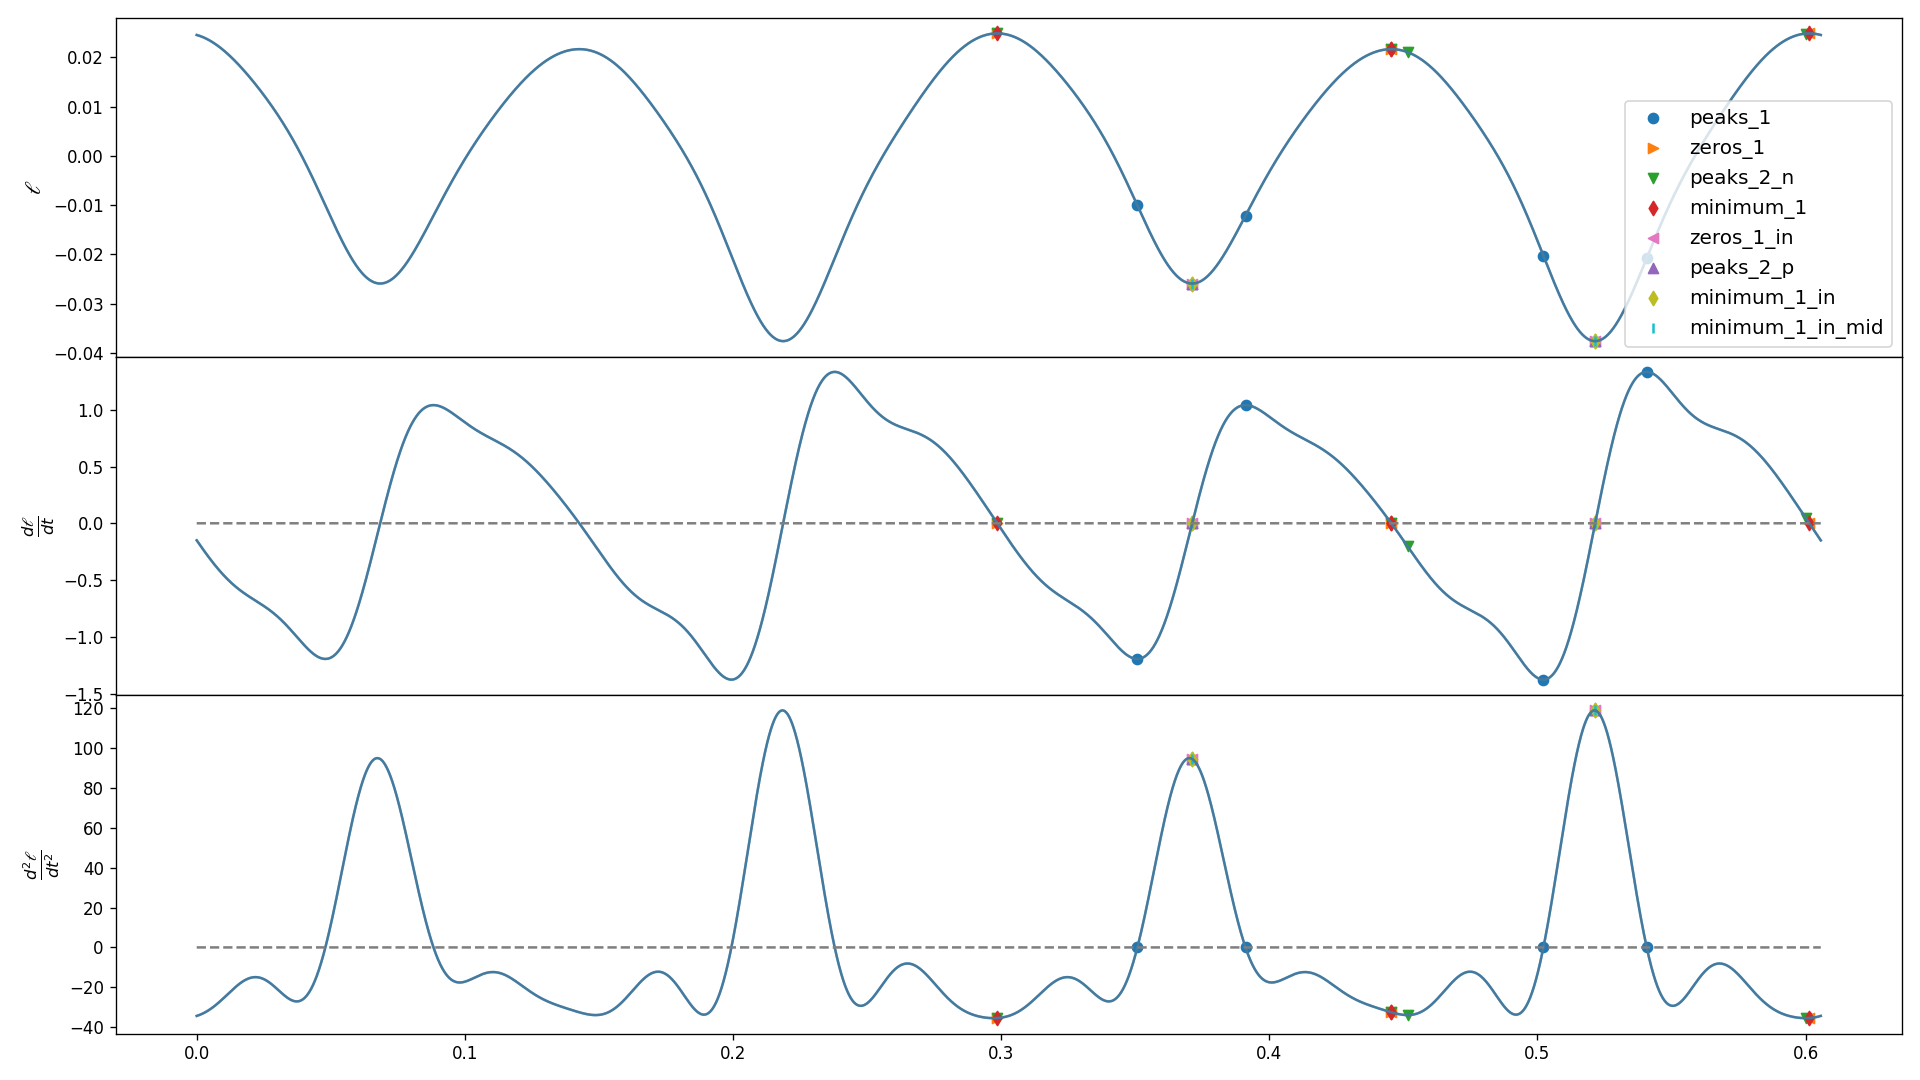 0.02
0.01
0.00
−0.01
−0.02
−0.03
−0.04
ℓ
peaks_1
zeros_1
peaks_2_n
minimum_1
zeros_1_in
peaks_2_p
minimum_1_in
minimum_1_in_mid
1.0
0.5
0.0
−0.5
−1.0
−1.5
dℓ
dt
120
100
80
60
40
20
0
−20
−40
d²ℓ
dt²
0.0 0.1 0.2 0.3 0.4 0.5 0.6